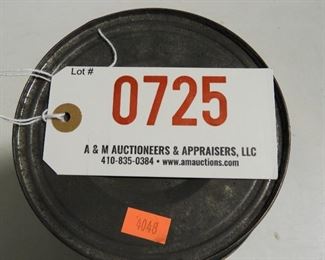 Lot #
0725
A & M AUCTIONEERS & APPRAISERS, LLC
410-835-0384 • www.amauctions.com
4048